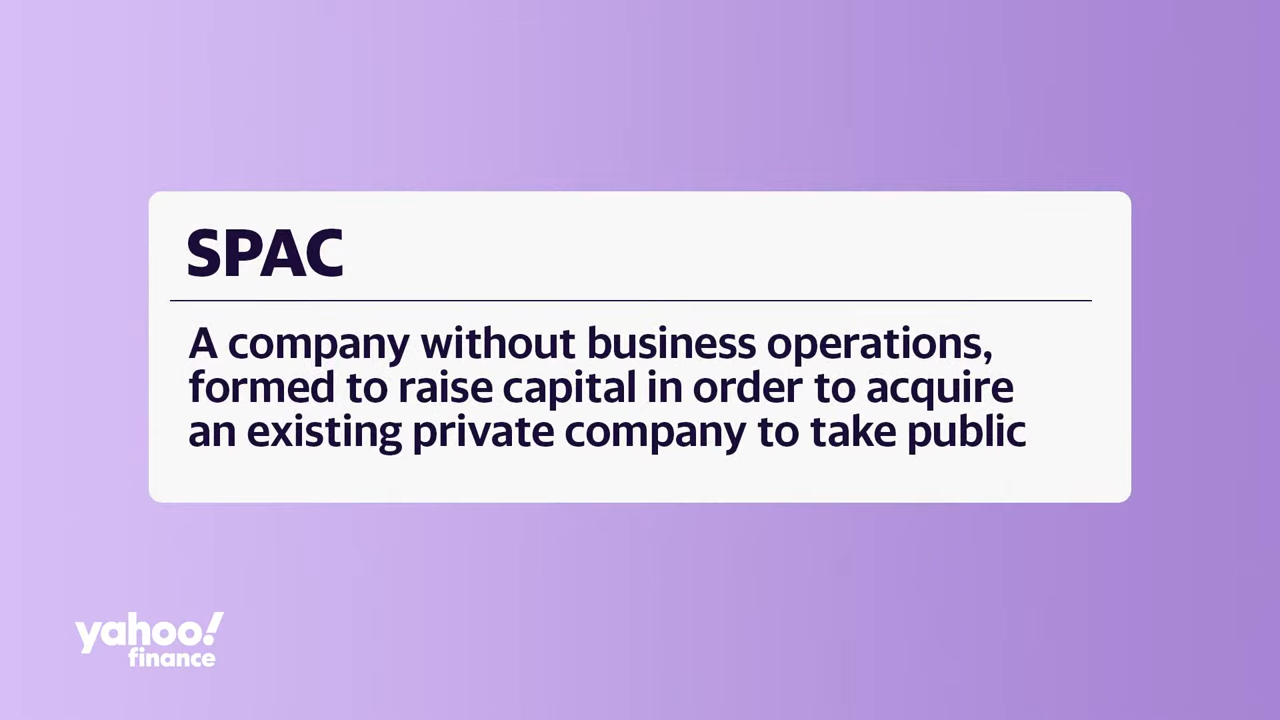 SPAC
A company without business operations,
formed to raise capital in order to acquire
an existing private company to take public
yahoo!
finance